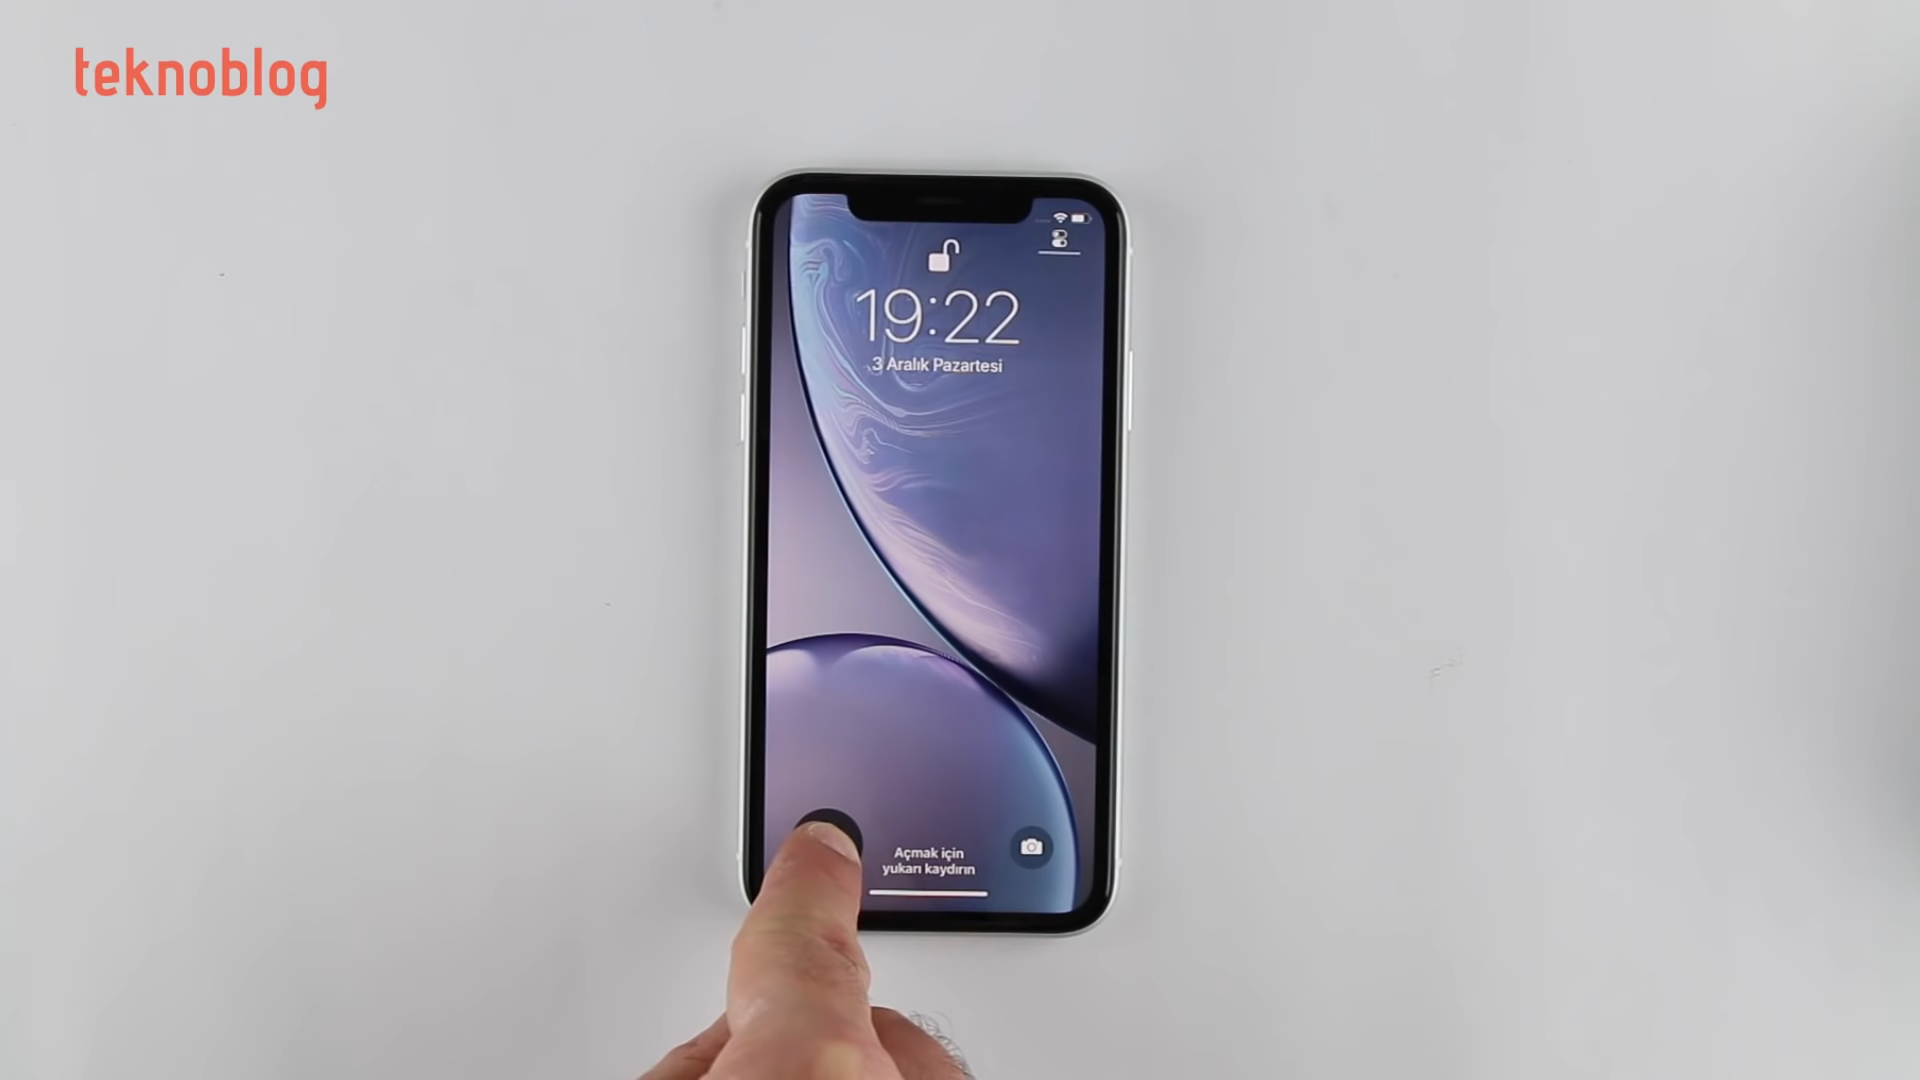 teknoblog
19:22
3 Aralık Pazartesi
Açmak için
yukarı kaydırın